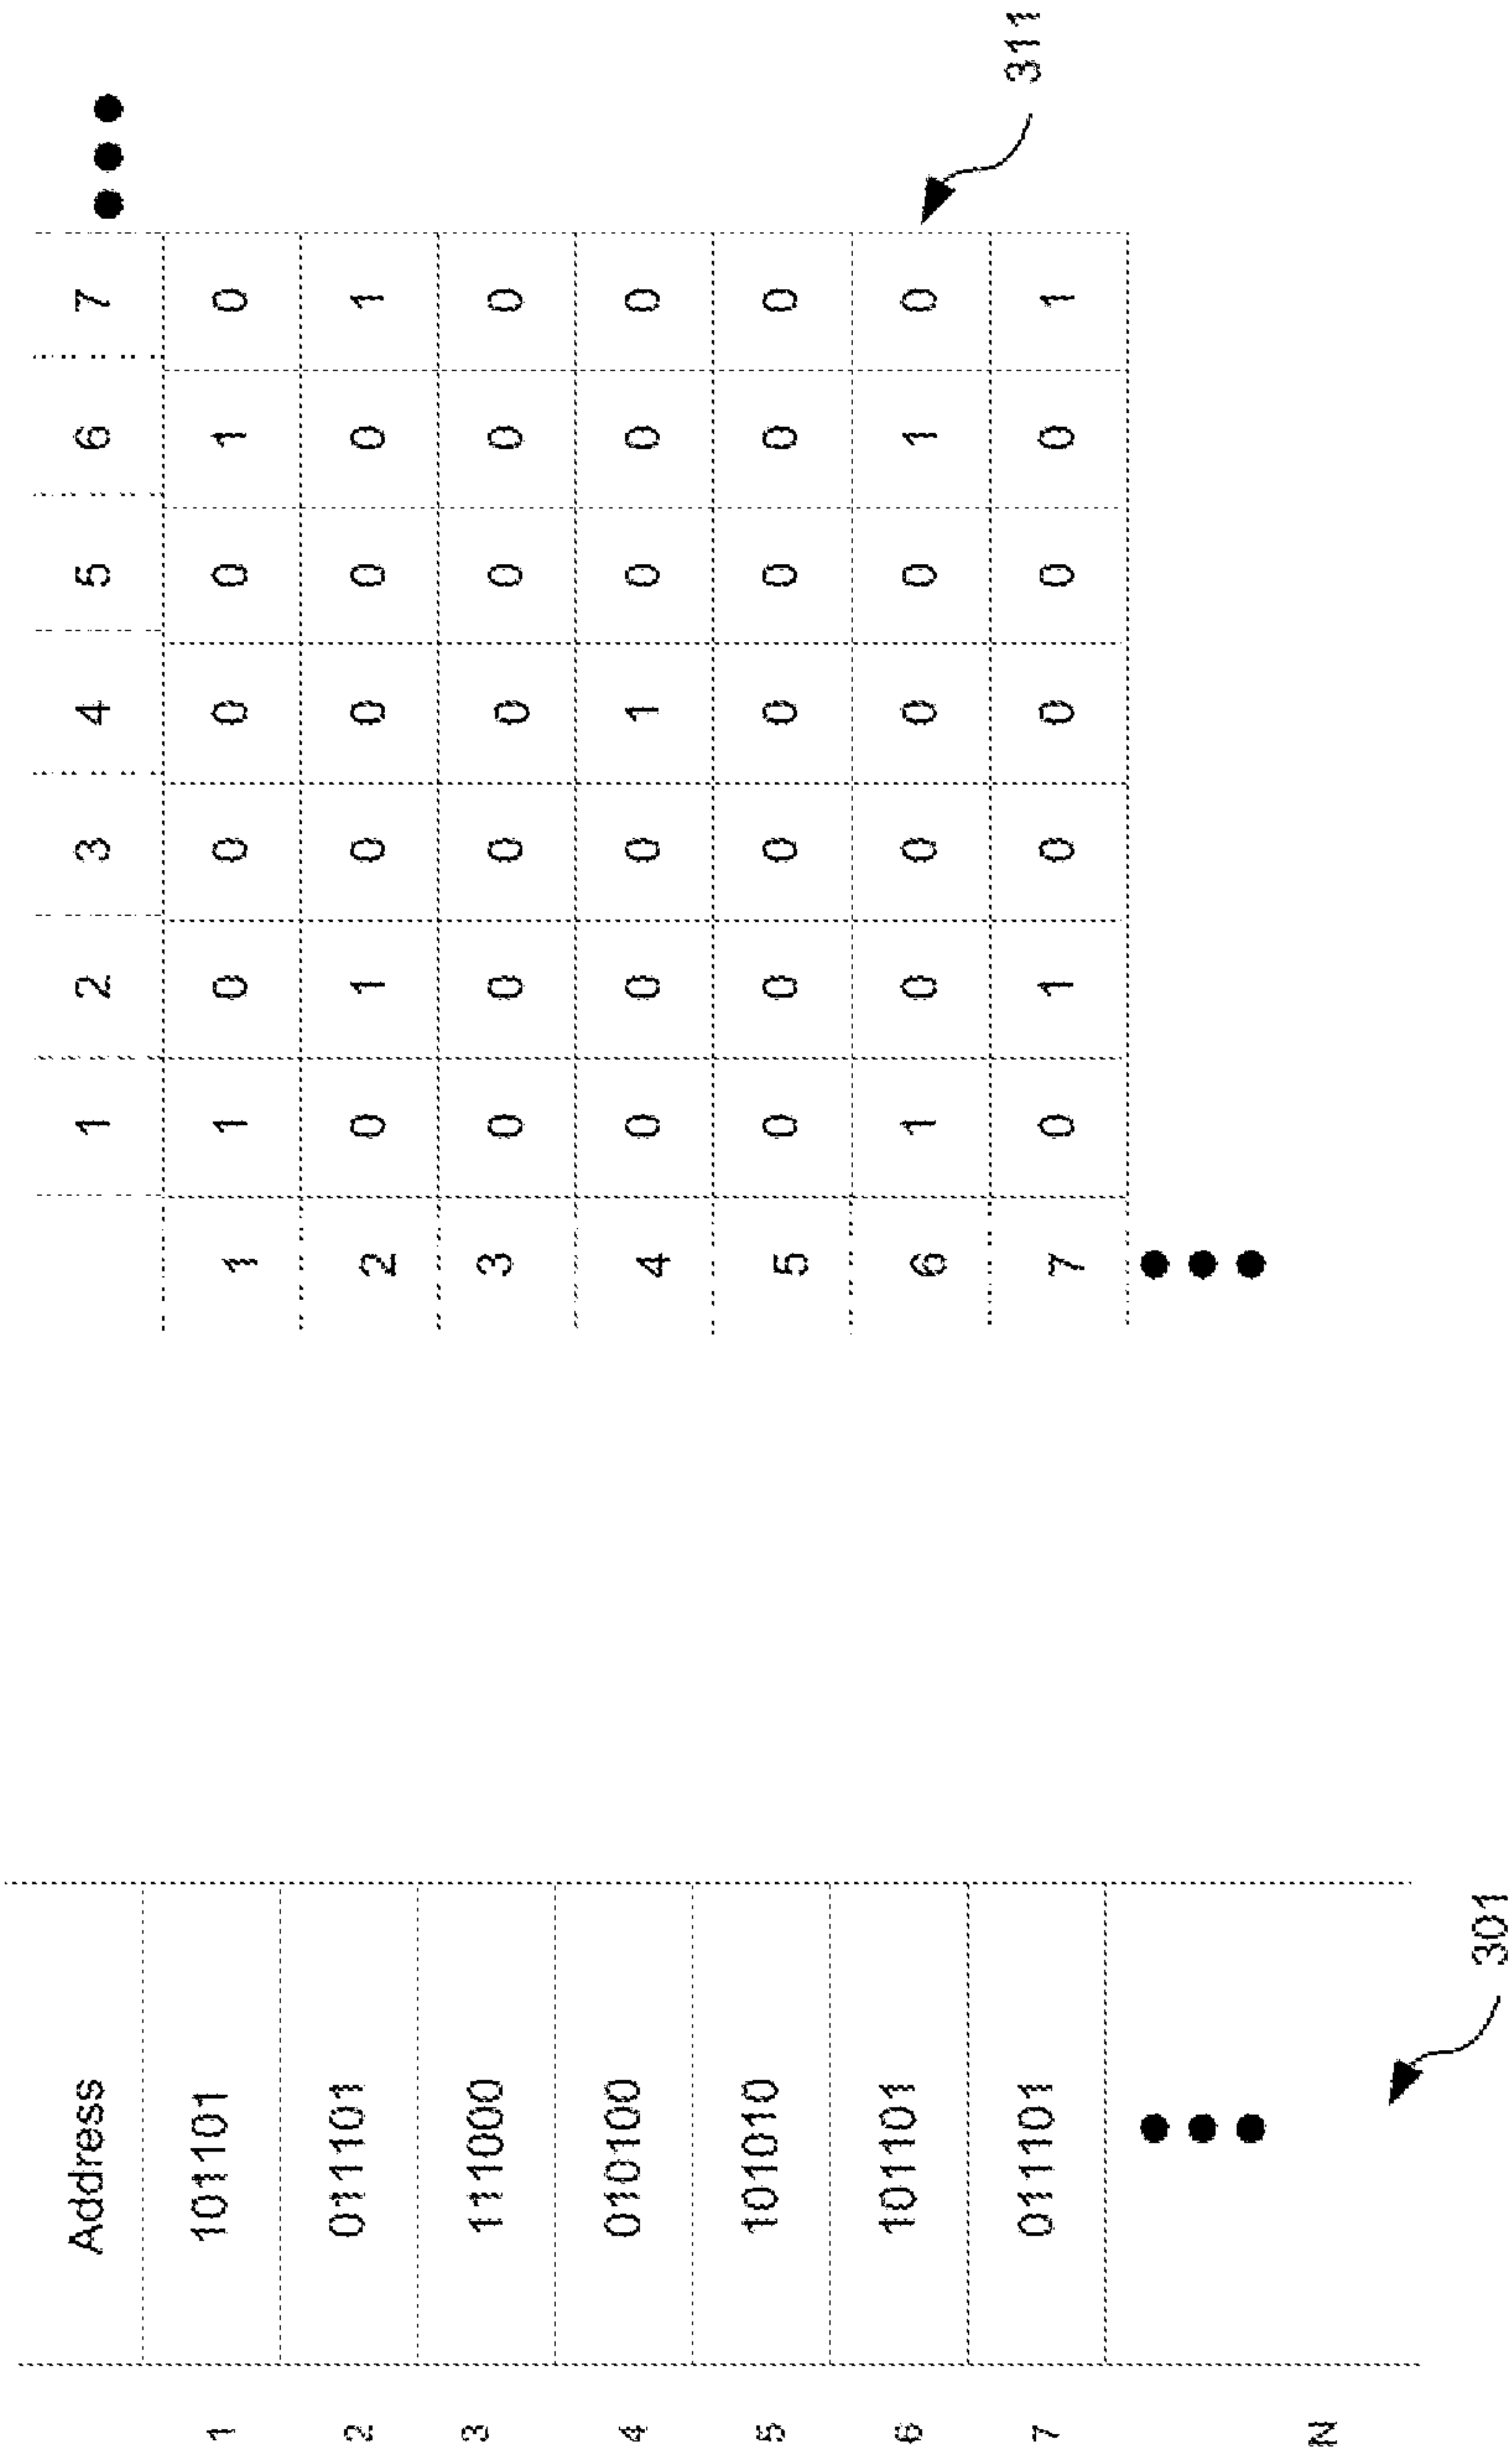 Address
1 101101
2 011101
3 111000
4 010100
5 101010
6 101101
7 011101
N
301
1 2 3 4 5 6 7
1 1 0 0 0 0 1 0
2 0 1 0 0 0 0 1
3 0 0 0 0 0 0 0
4 0 0 0 1 0 0 0
5 0 0 0 0 0 0 0
6 1 0 0 0 0 1 0
7 0 1 0 0 0 0 1
311